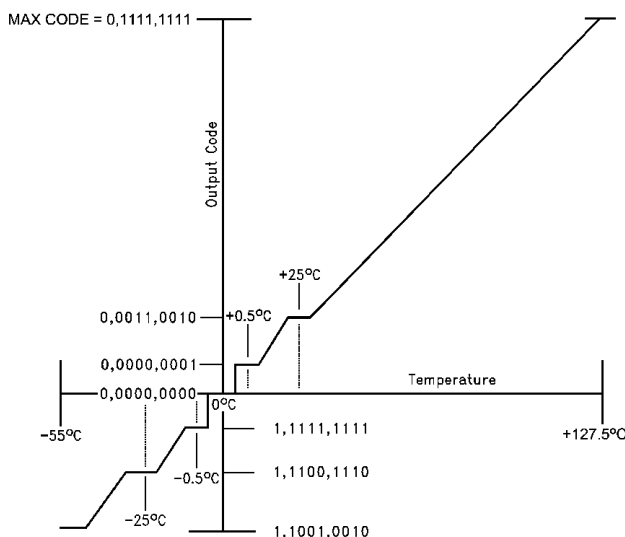 MAX CODE = 0,1111,1111
Output Code
+25°C
0,0011,0010
+0.5°C
0,0000,0001
Temperature
0,0000,0000
0°C
-55°C
1,1111,1111
+127.5°C
-0.5°C
1,1100,1110
-25°C
1,1001,0010